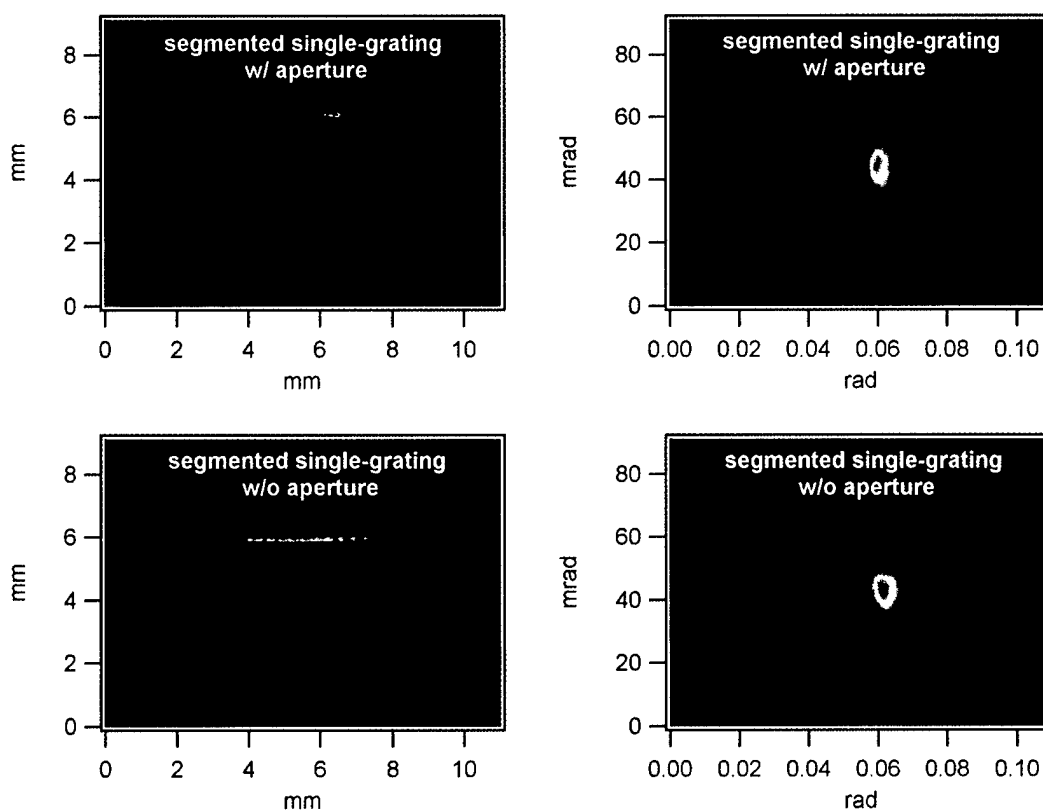 segmented single-grating
w/ aperture
mm
8
6
4
2
0
0 2 4 6 8 10
mm
segmented single-grating
w/ aperture
mrad
80
60
40
20
0
0.00 0.02 0.04 0.06 0.08 0.10
rad
segmented single-grating
w/o aperture
mm
8
6
4
2
0
0 2 4 6 8 10
mm
segmented single-grating
w/o aperture
mrad
80
60
40
20
0
0.00 0.02 0.04 0.06 0.08 0.10
rad